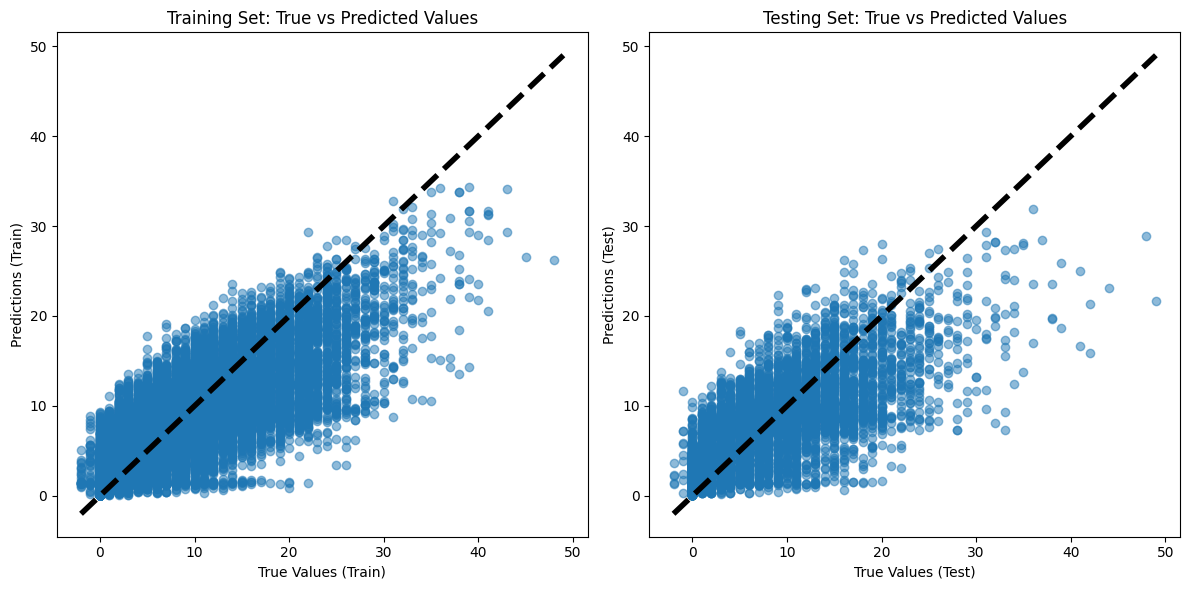 Training Set: True vs Predicted Values
Predictions (Train)
50
40
30
20
10
0
0 10 20 30 40 50
True Values (Train)
Testing Set: True vs Predicted Values
Predictions (Test)
50
40
30
20
10
0
0 10 20 30 40 50
True Values (Test)